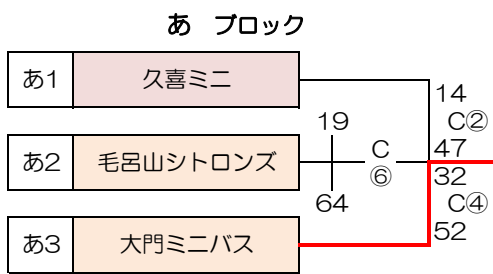 あ ブロック
あ1 久喜ミニ
14
C②
19
47
あ2 毛呂山シトロンズ
C
⑥
32
64
C④
あ3 大門ミニバス
52